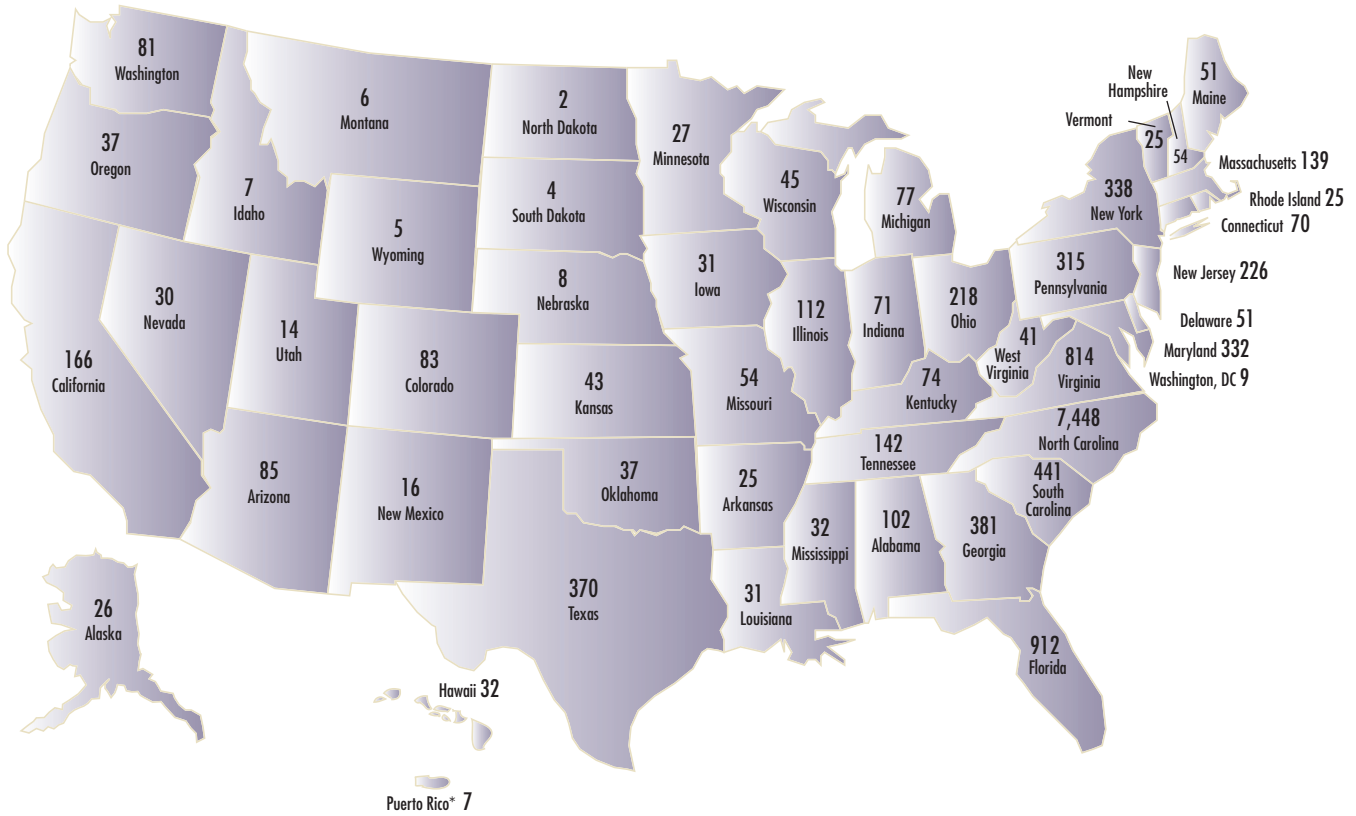 81
Washington
37
Oregon
166
California
30
Nevada
7
Idaho
6
Montana
5
Wyoming
14
Utah
83
Colorado
85
Arizona
16
New Mexico
2
North Dakota
4
South Dakota
8
Nebraska
43
Kansas
37
Oklahoma
370
Texas
27
Minnesota
31
Iowa
54
Missouri
25
Arkansas
31
Louisiana
45
Wisconsin
112
Illinois
77
Michigan
71
Indiana
218
Ohio
74
Kentucky
142
Tennessee
32
Mississippi
102
Alabama
381
Georgia
912
Florida
441
South
Carolina
7,448
North Carolina
814
Virginia
41
West
Virginia
315
Pennsylvania
338
New York
Vermont
25
New
Hampshire
54
51
Maine
Massachusetts 139
Rhode Island 25
Connecticut 70
New Jersey 226
Delaware 51
Maryland 332
Washington, DC 9
26
Alaska
Hawaii 32
Puerto Rico* 7